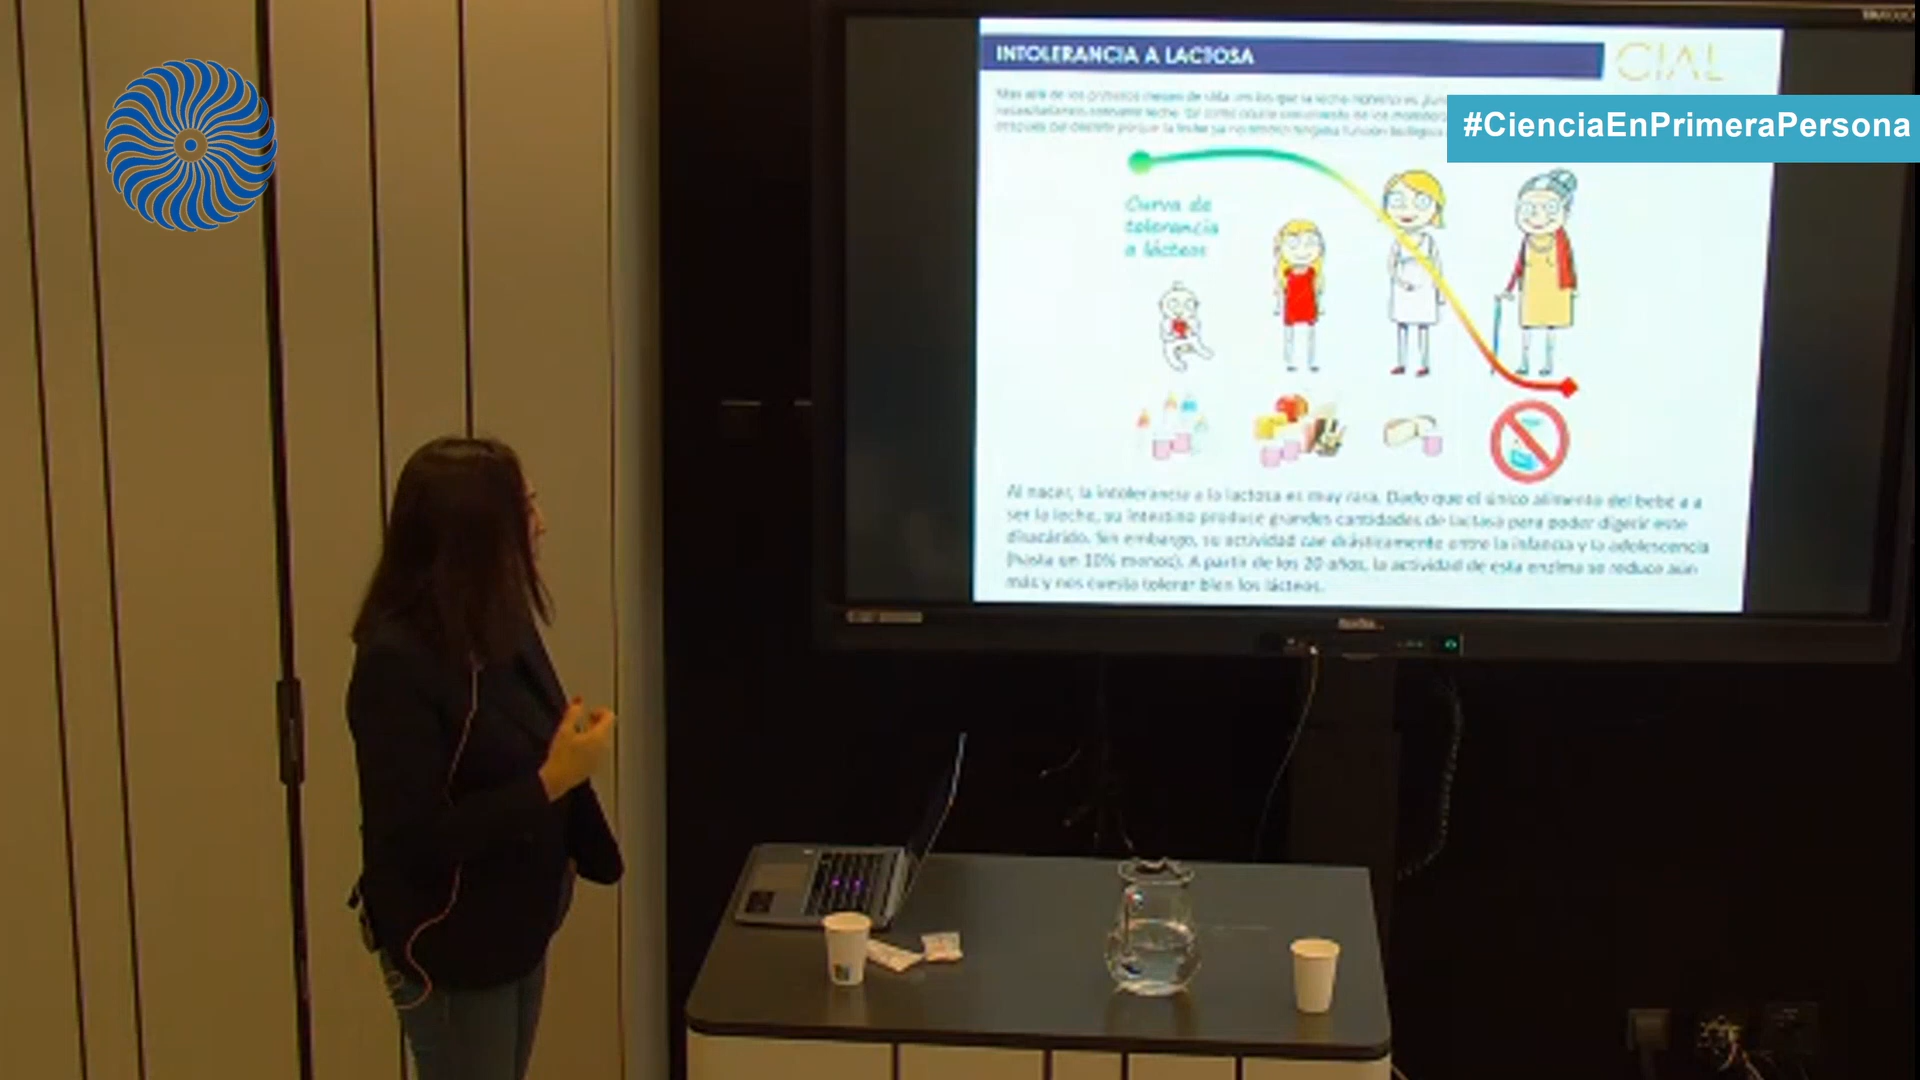 INTOLERANCIA A LACTOSA
CIAL
#CienciaEnPrimeraPersona
Curva de
tolerancia
a lácteos
Al nacer, la intolerancia a la lactosa es muy rara. Dado que el único alimento del bebé a a
ser la leche, su intestino produce grandes cantidades de lactasa para poder digerir este
disacárido. Sin embargo, su actividad cae drásticamente entre la infancia y la adolescencia
(hasta un 10% menos). A partir de los 20 años, la actividad de esta enzima se reduce aún
más y nos cuesta tolerar bien los lácteos.